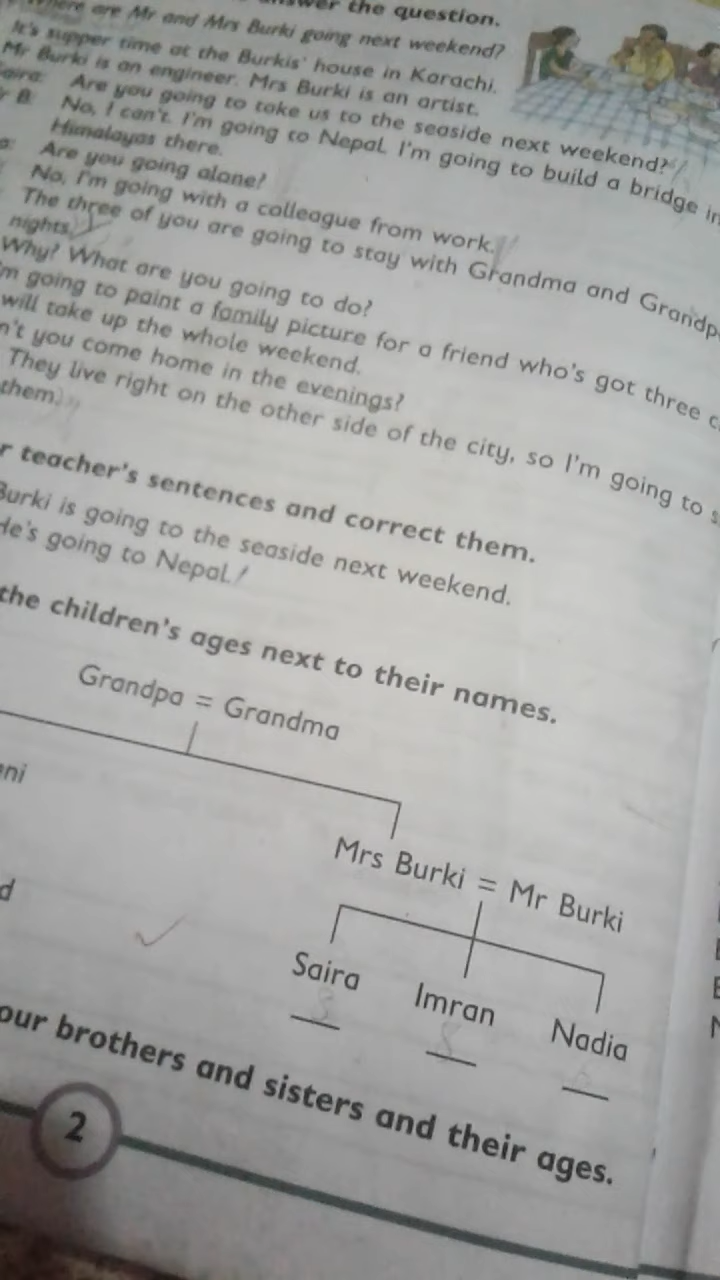 answer the question.
Where are Mr and Mrs Burki going next weekend?
It's supper time at the Burkis' house in Karachi.
Mr Burki is an engineer. Mrs Burki is an artist.
Saira: Are you going to take us to the seaside next weekend?
Mr B: No, I can't. I'm going to Nepal. I'm going to build a bridge in
Himalayas there.
Are you going alone?
No, I'm going with a colleague from work.
The three of you are going to stay with Grandma and Grandpa
nights.
Why? What are you going to do?
I'm going to paint a family picture for a friend who's got three
will take up the whole weekend.
n't you come home in the evenings?
They live right on the other side of the city, so I'm going to
them.
r teacher's sentences and correct them.
Burki is going to the seaside next weekend.
He's going to Nepal.
the children's ages next to their names.
Grandpa = Grandma
ni
Mrs Burki = Mr Burki
d
Saira Imran Nadia
8
our brothers and sisters and their ages.
2